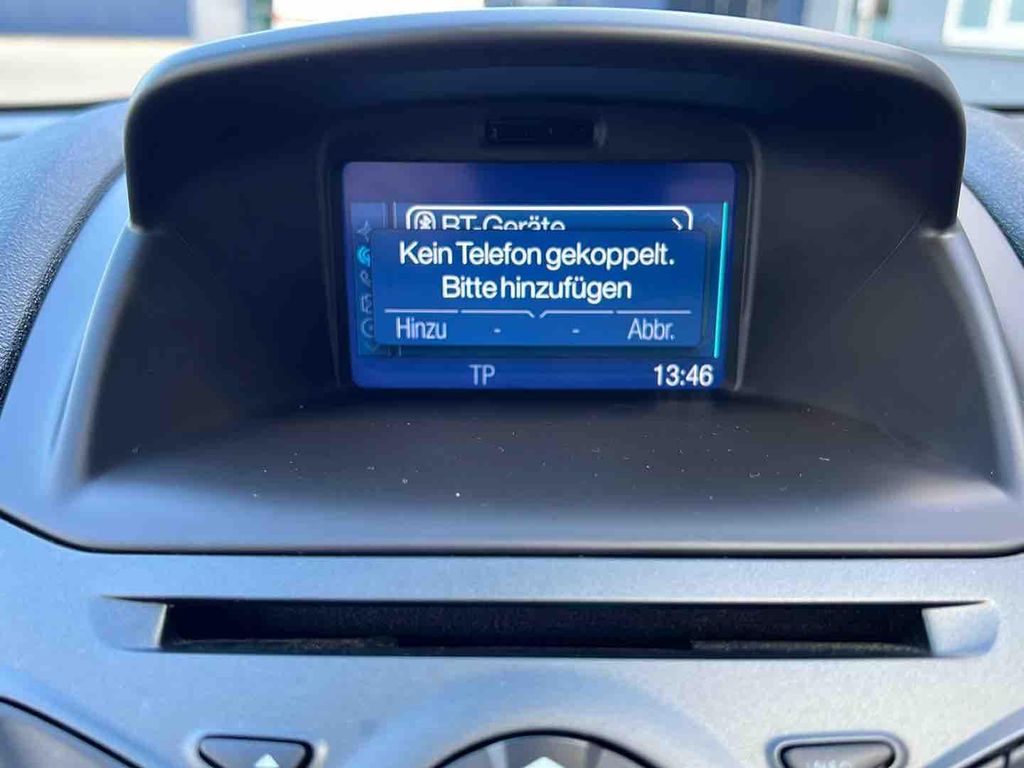 BT-Geräte
Kein Telefon gekoppelt.
Bitte hinzufügen
Hinzu - - Abbr.
TP 13:46